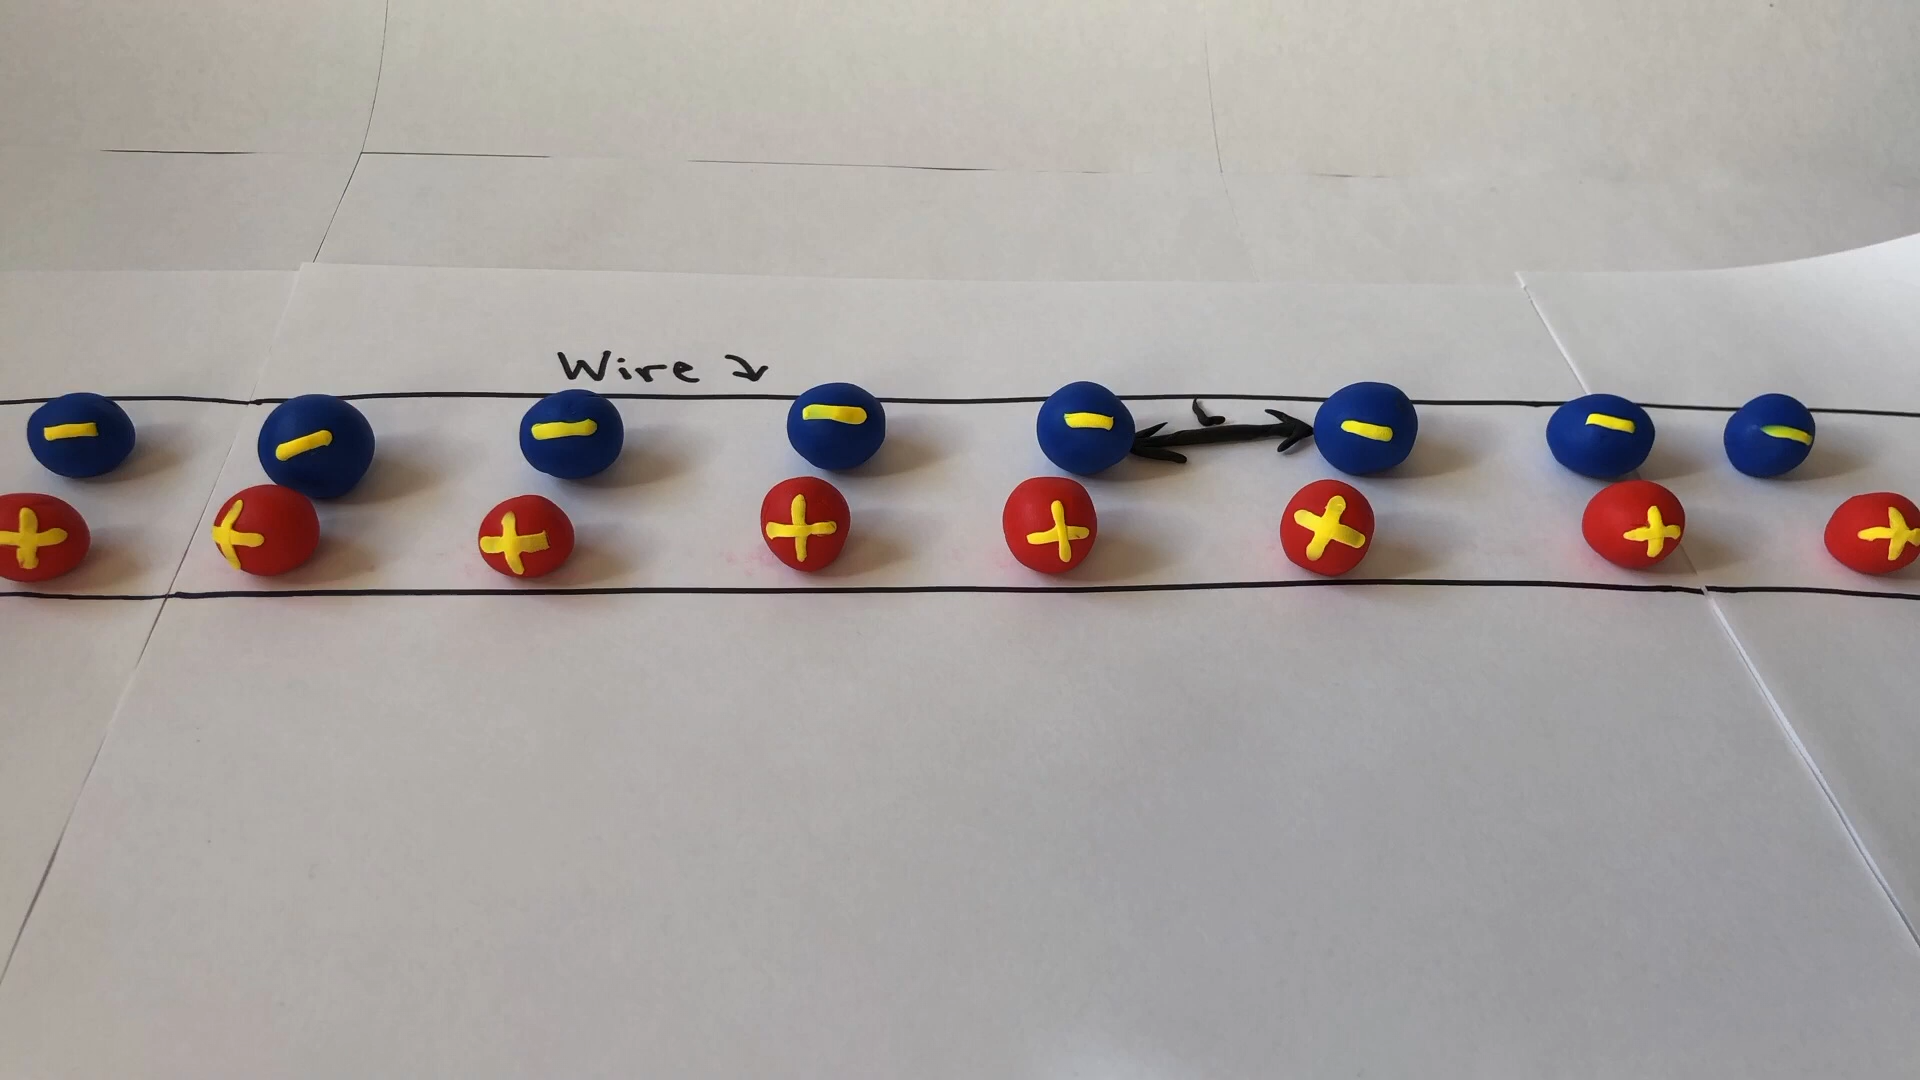 Wire ↘
- - - - - L - - -
+ + + + + + + +